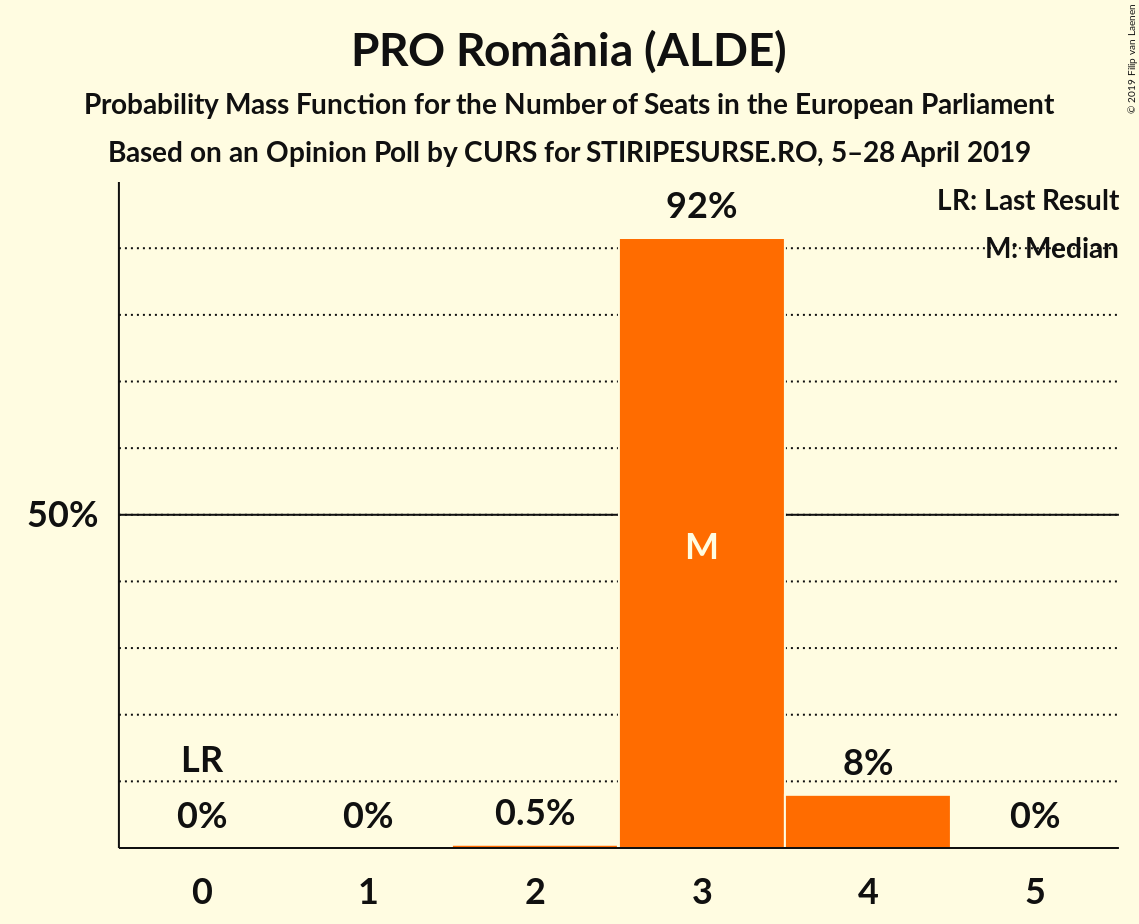 PRO România (ALDE)
Probability Mass Function for the Number of Seats in the European Parliament
Based on an Opinion Poll by CURS for STIRIPESURSE.RO, 5–28 April 2019
© 2019 Filip van Laenen
LR: Last Result
M: Median
92%
50%
M
LR
0%
0%
0.5%
8%
0%
0 1 2 3 4 5